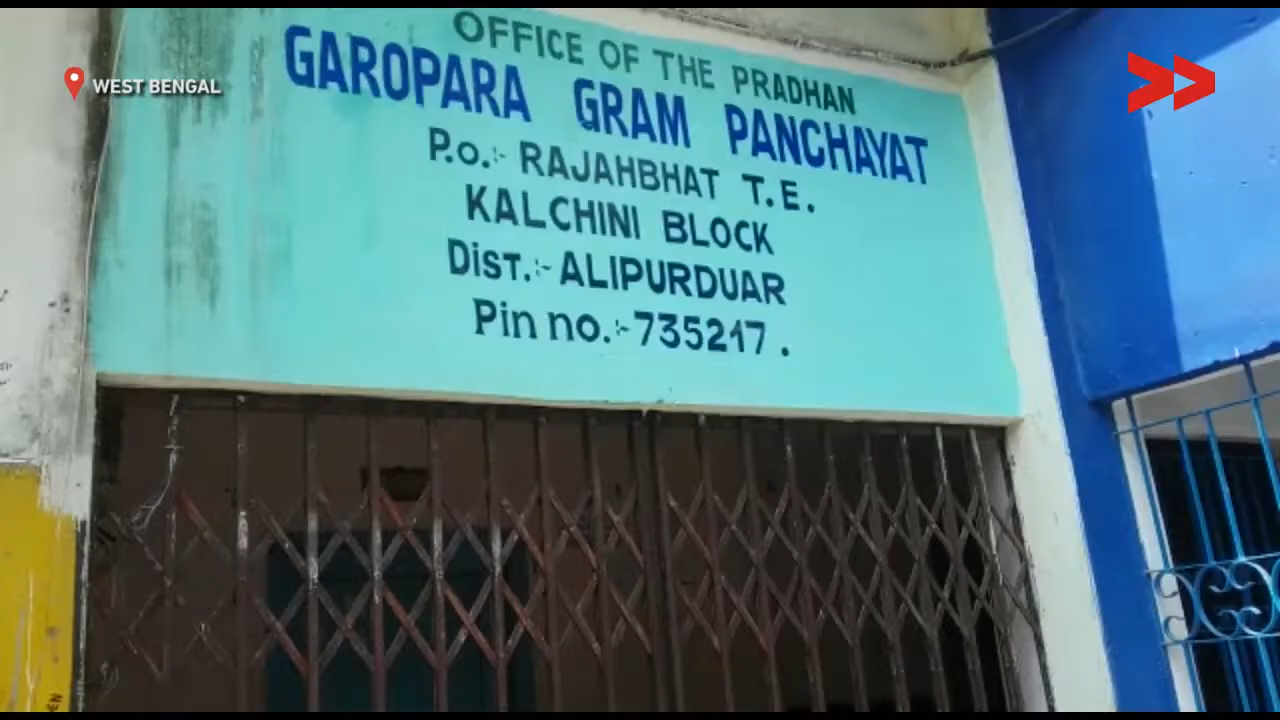 WEST BENGAL
OFFICE OF THE PRADHAN
GAROPARA GRAM PANCHAYAT
P.o.:- RAJAHBHAT T.E.
KALCHINI BLOCK
Dist.:- ALIPURDUAR
Pin no.:- 735217.